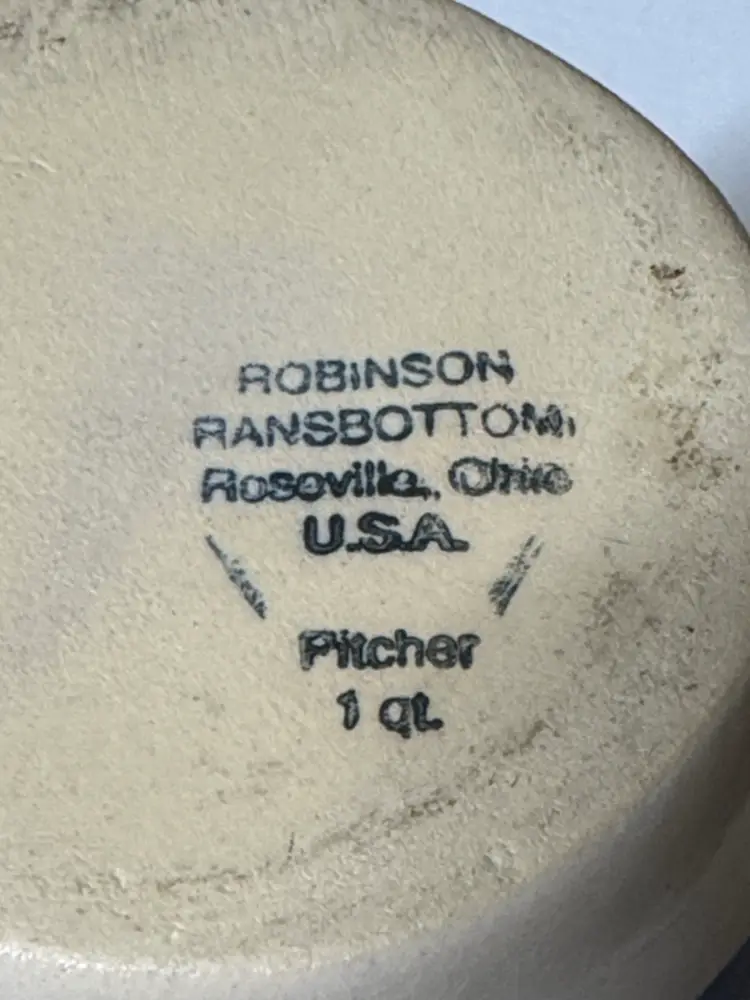 ROBINSON
RANSBOTTOM,
Roseville, Ohio
U.S.A.
Pitcher
1 qt.